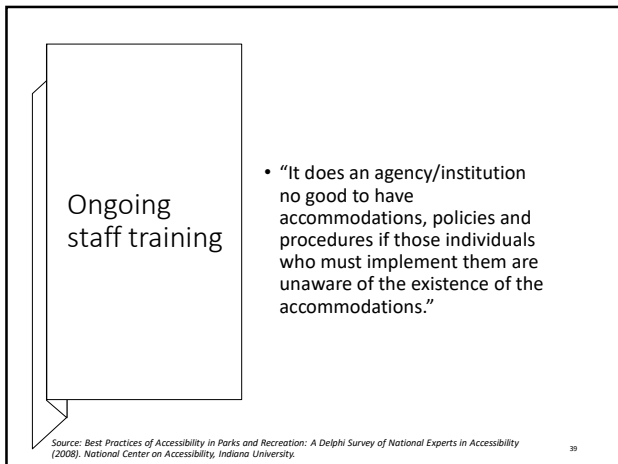 Ongoing
staff training
• “It does an agency/institution
no good to have
accommodations, policies and
procedures if those individuals
who must implement them are
unaware of the existence of the
accommodations.”
Source: Best Practices of Accessibility in Parks and Recreation: A Delphi Survey of National Experts in Accessibility
(2008). National Center on Accessibility, Indiana University.
39